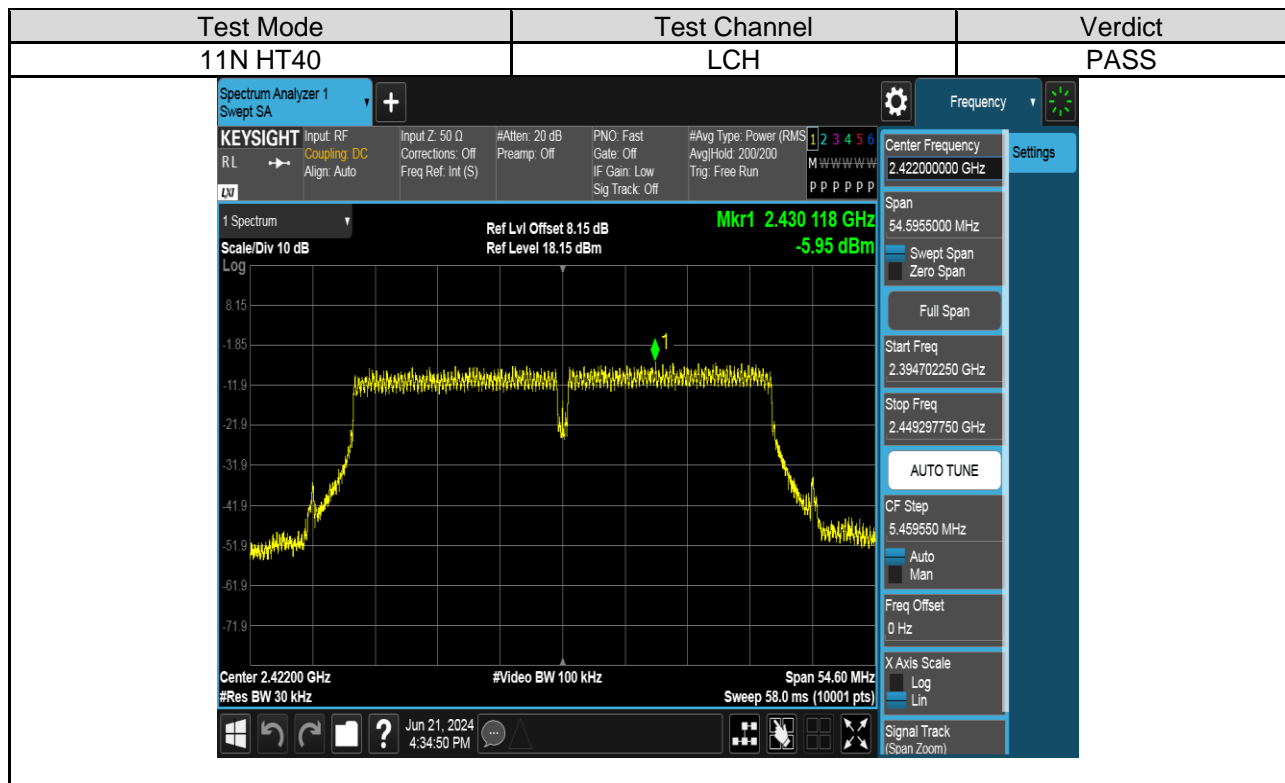 Test Mode Test Channel Verdict
11N HT40 LCH PASS
Spectrum Analyzer 1
Swept SA
+
Frequency
KEYSIGHT
R L
LXI
Input: RF
Coupling: DC
Align: Auto
Input Z: 50 Ω
Corrections: Off
Freq Ref: Int (S)
#Atten: 20 dB
Preamp: Off
PNO: Fast
Gate: Off
IF Gain: Low
Sig Track: Off
#Avg Type: Power (RMS
Avg|Hold: 200/200
Trig: Free Run
1 2 3 4 5 6
M W W W W W
P P P P P P
1 Spectrum
Scale/Div 10 dB
Ref Lvl Offset 8.15 dB
Ref Level 18.15 dBm
Mkr1 2.430 118 GHz
-5.95 dBm
Log
8.15
-1.85
-11.9
-21.9
-31.9
-41.9
-51.9
-61.9
-71.9
1
Center 2.42200 GHz
#Video BW 100 kHz
Span 54.60 MHz
#Res BW 30 kHz
Sweep 58.0 ms (10001 pts)
?
Jun 21, 2024
4:34:50 PM
Center Frequency
2.422000000 GHz
Settings
Span
54.5955000 MHz
Swept Span
Zero Span
Full Span
Start Freq
2.394702250 GHz
Stop Freq
2.449297750 GHz
AUTO TUNE
CF Step
5.459550 MHz
Auto
Man
Freq Offset
0 Hz
X Axis Scale
Log
Lin
Signal Track
(Span Zoom)